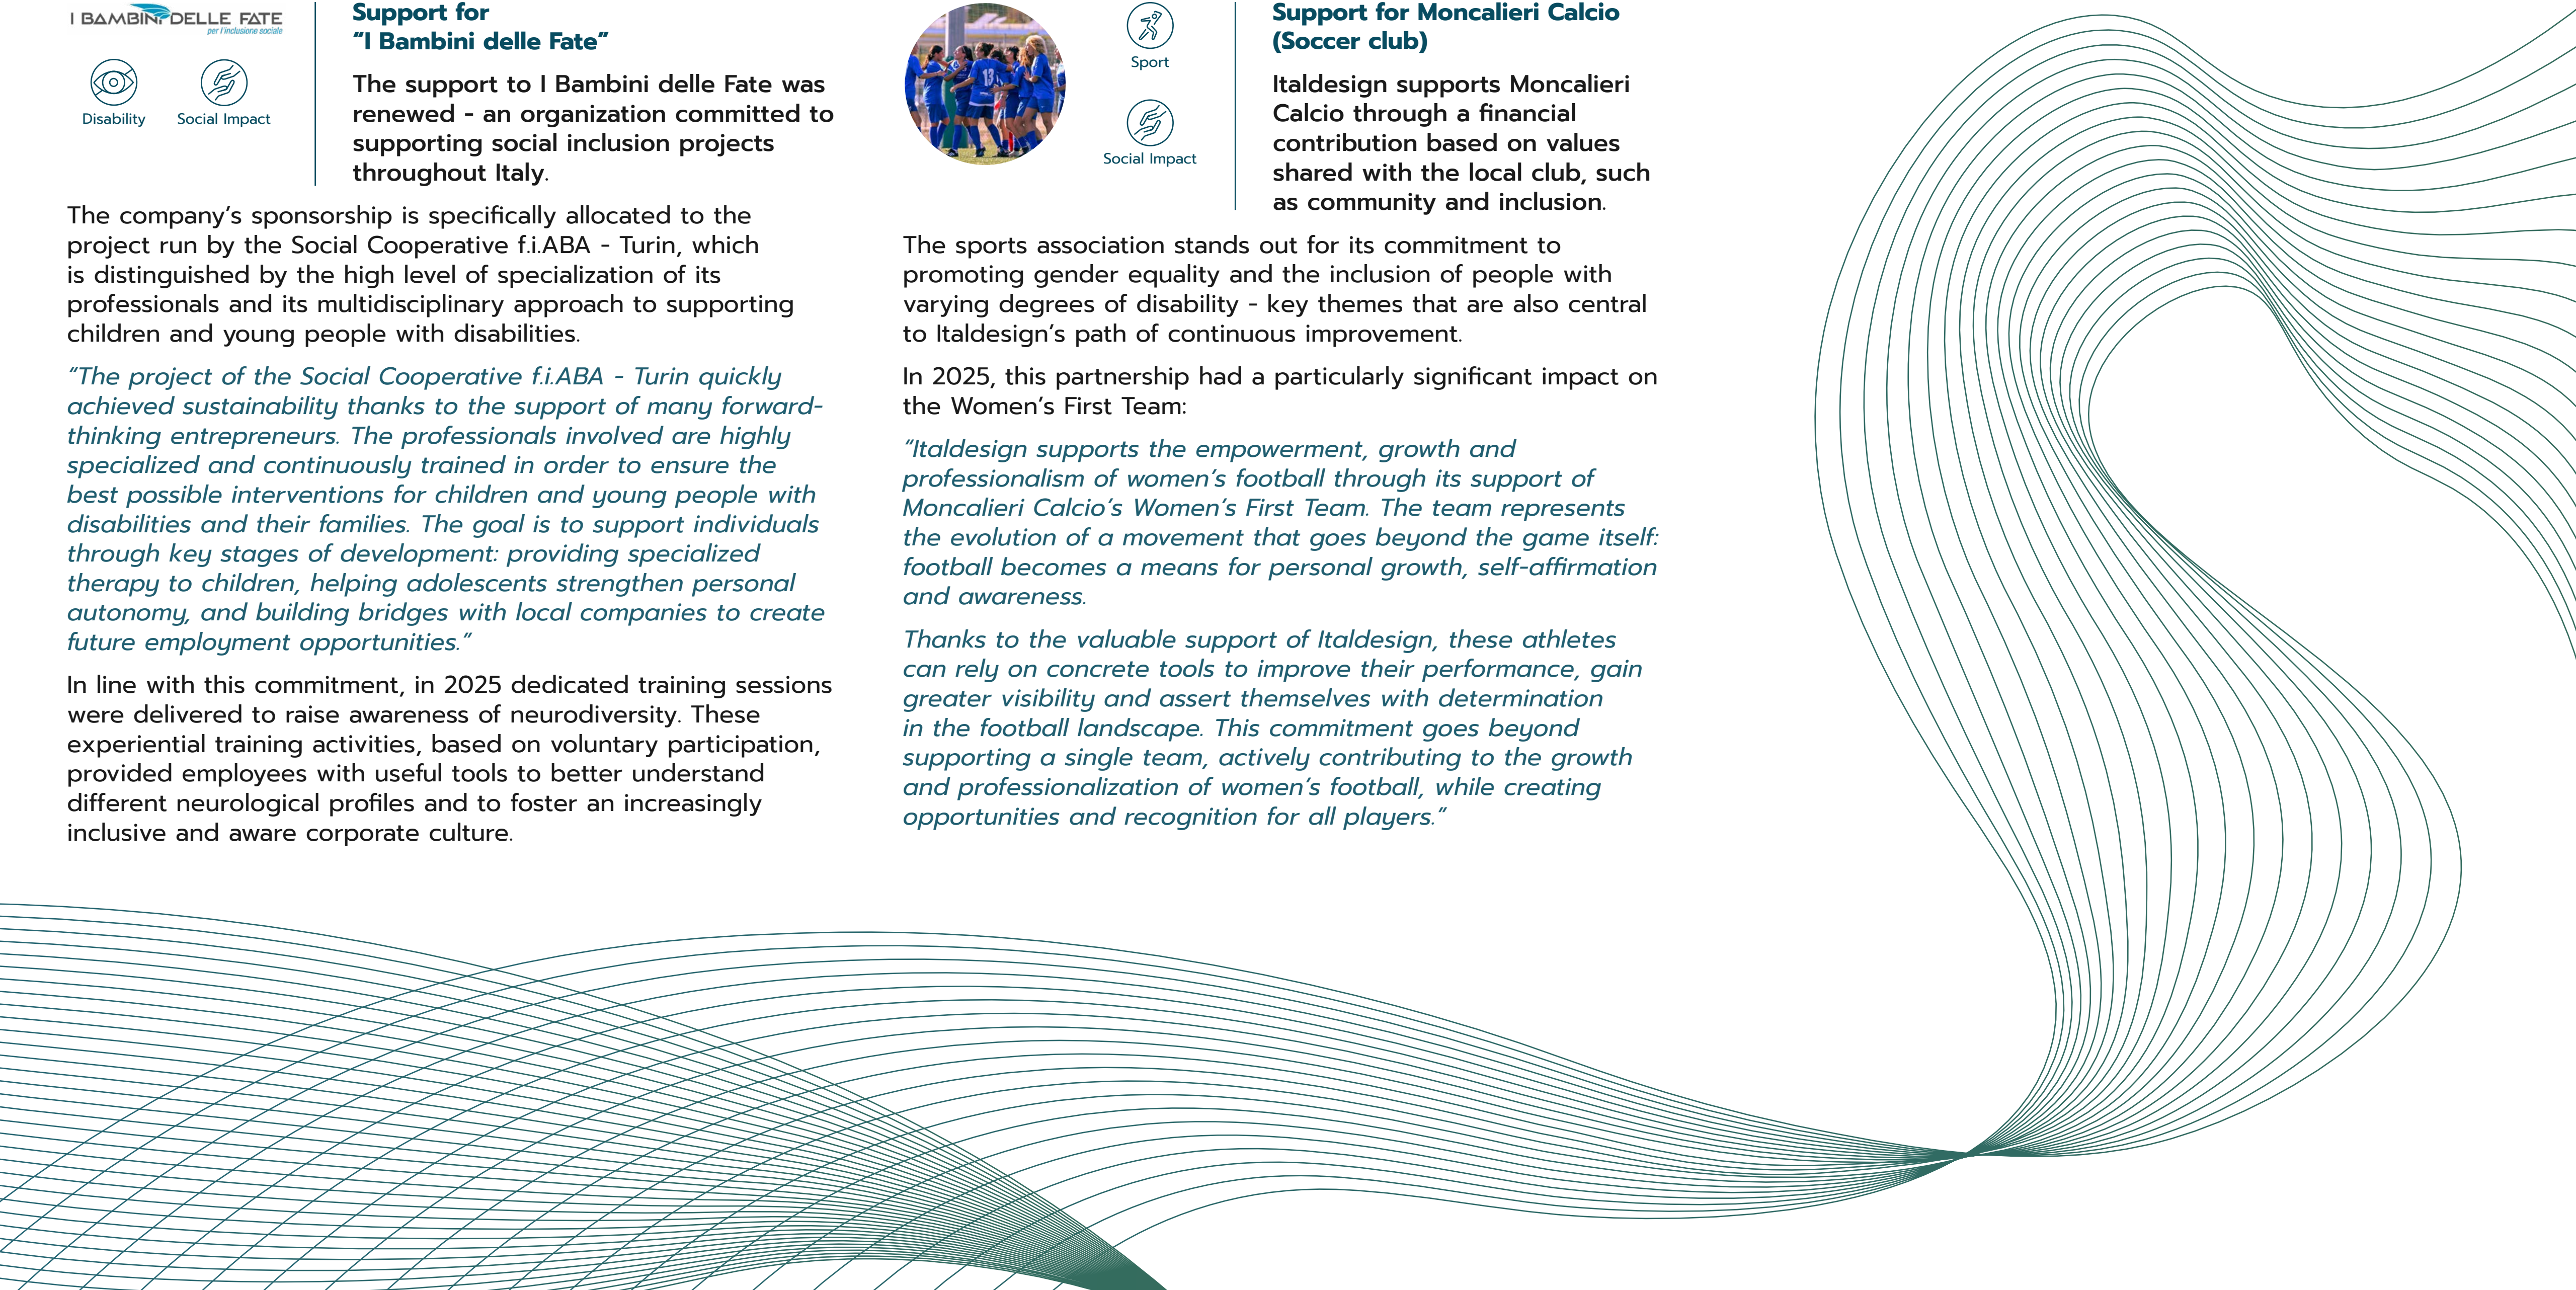 I BAMBINI DELLE FATE
per l'inclusione sociale
Disability
Social Impact
Support for
“I Bambini delle Fate”
The support to I Bambini delle Fate was
renewed - an organization committed to
supporting social inclusion projects
throughout Italy.
The company’s sponsorship is specifically allocated to the
project run by the Social Cooperative f.i.ABA - Turin, which
is distinguished by the high level of specialization of its
professionals and its multidisciplinary approach to supporting
children and young people with disabilities.
“The project of the Social Cooperative f.i.ABA - Turin quickly
achieved sustainability thanks to the support of many forward-
thinking entrepreneurs. The professionals involved are highly
specialized and continuously trained in order to ensure the
best possible interventions for children and young people with
disabilities and their families. The goal is to support individuals
through key stages of development: providing specialized
therapy to children, helping adolescents strengthen personal
autonomy, and building bridges with local companies to create
future employment opportunities.”
In line with this commitment, in 2025 dedicated training sessions
were delivered to raise awareness of neurodiversity. These
experiential training activities, based on voluntary participation,
provided employees with useful tools to better understand
different neurological profiles and to foster an increasingly
inclusive and aware corporate culture.
13
Sport
Social Impact
Support for Moncalieri Calcio
(Soccer club)
Italdesign supports Moncalieri
Calcio through a financial
contribution based on values
shared with the local club, such
as community and inclusion.
The sports association stands out for its commitment to
promoting gender equality and the inclusion of people with
varying degrees of disability - key themes that are also central
to Italdesign’s path of continuous improvement.
In 2025, this partnership had a particularly significant impact on
the Women’s First Team:
“Italdesign supports the empowerment, growth and
professionalism of women’s football through its support of
Moncalieri Calcio’s Women’s First Team. The team represents
the evolution of a movement that goes beyond the game itself:
football becomes a means for personal growth, self-affirmation
and awareness.
Thanks to the valuable support of Italdesign, these athletes
can rely on concrete tools to improve their performance, gain
greater visibility and assert themselves with determination
in the football landscape. This commitment goes beyond
supporting a single team, actively contributing to the growth
and professionalization of women’s football, while creating
opportunities and recognition for all players.”